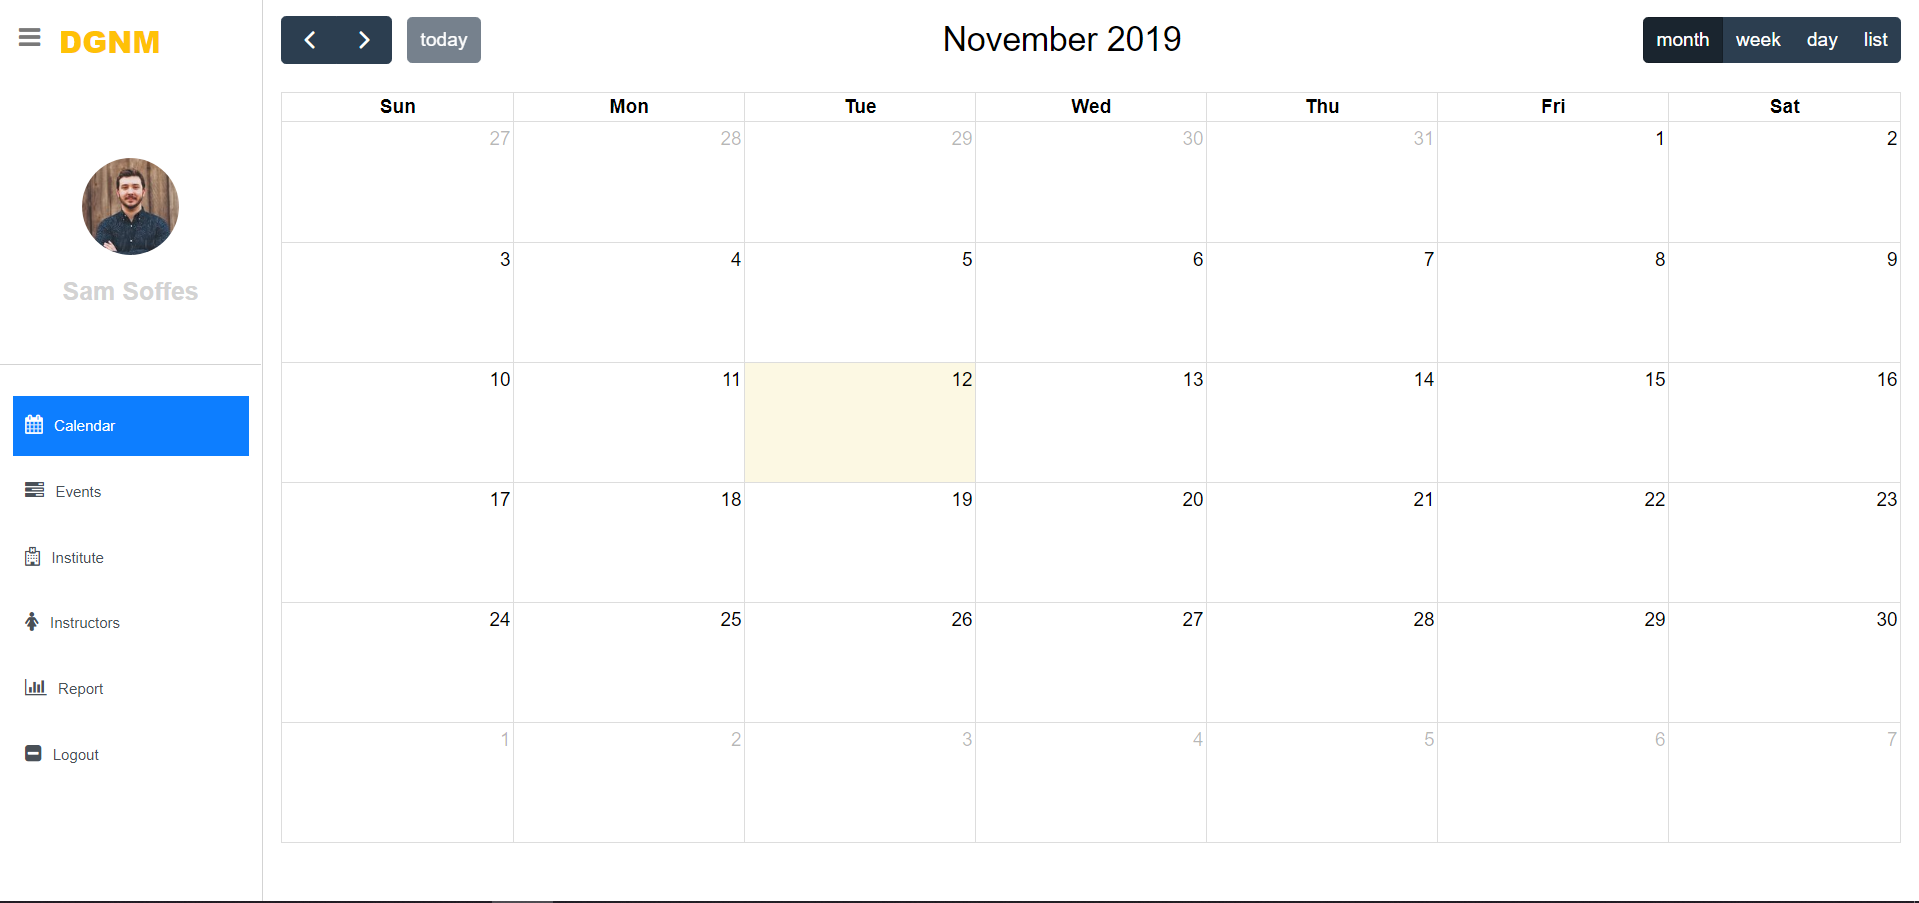 DGNM
Sam Soffes
Calendar
Events
Institute
Instructors
Report
Logout
today
November 2019
month week day list
Sun Mon Tue Wed Thu Fri Sat
27 28 29 30 31 1 2
3 4 5 6 7 8 9
10 11 12 13 14 15 16
17 18 19 20 21 22 23
24 25 26 27 28 29 30
1 2 3 4 5 6 7